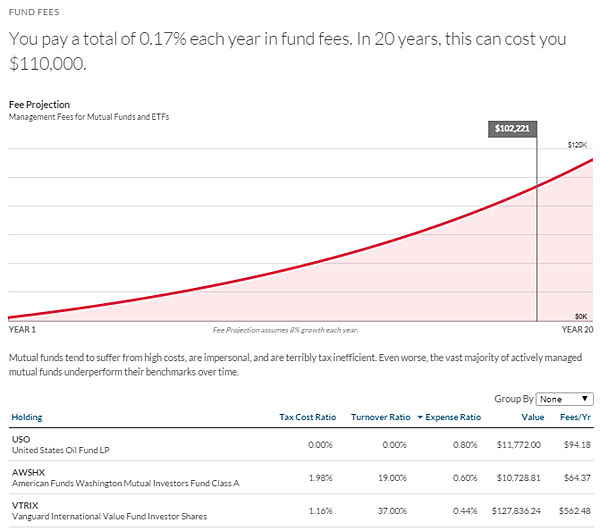 FUND FEES
You pay a total of 0.17% each year in fund fees. In 20 years, this can cost you
$110,000.
Fee Projection
Management Fees for Mutual Funds and ETFs
$102,221
$120K
$0K
YEAR 1 Fee Projection assumes 8% growth each year. YEAR 20
Mutual funds tend to suffer from high costs, are impersonal, and are terribly tax inefficient. Even worse, the vast majority of actively managed
mutual funds underperform their benchmarks over time.
Group By None
Holding Tax Cost Ratio Turnover Ratio Expense Ratio Value Fees/Yr
USO
United States Oil Fund LP 0.00% 0.00% 0.80% $11,772.00 $94.18
AWSHX
American Funds Washington Mutual Investors Fund Class A 1.98% 19.00% 0.60% $10,728.81 $64.37
VTRIX
Vanguard International Value Fund Investor Shares 1.16% 37.00% 0.44% $127,836.24 $562.48